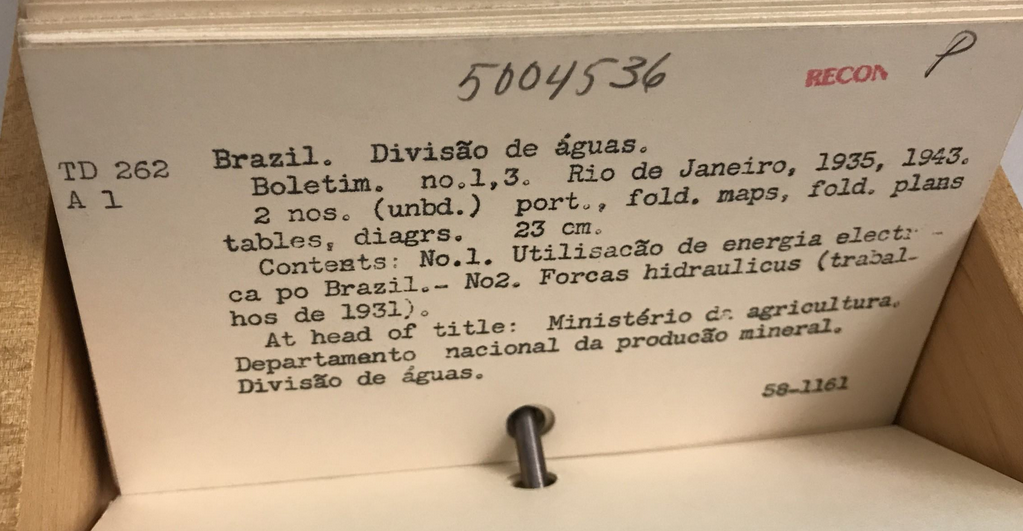 5004536 RECON P
TD 262 Brazil. Divisão de águas.
A 1 Boletim. no.1,3. Rio de Janeiro, 1935, 1943.
2 nos. (unbd.) port., fold. maps, fold. plans
tables, diagrs. 23 cm.
Contents: No.1. Utilisacão de energia electr -
ca po Brazil.- No2. Forcas hidraulicus (trabal-
hos de 1931).
At head of title: Ministério da agricultura.
Departamento nacional da producão mineral.
Divisão de águas.
58-1161